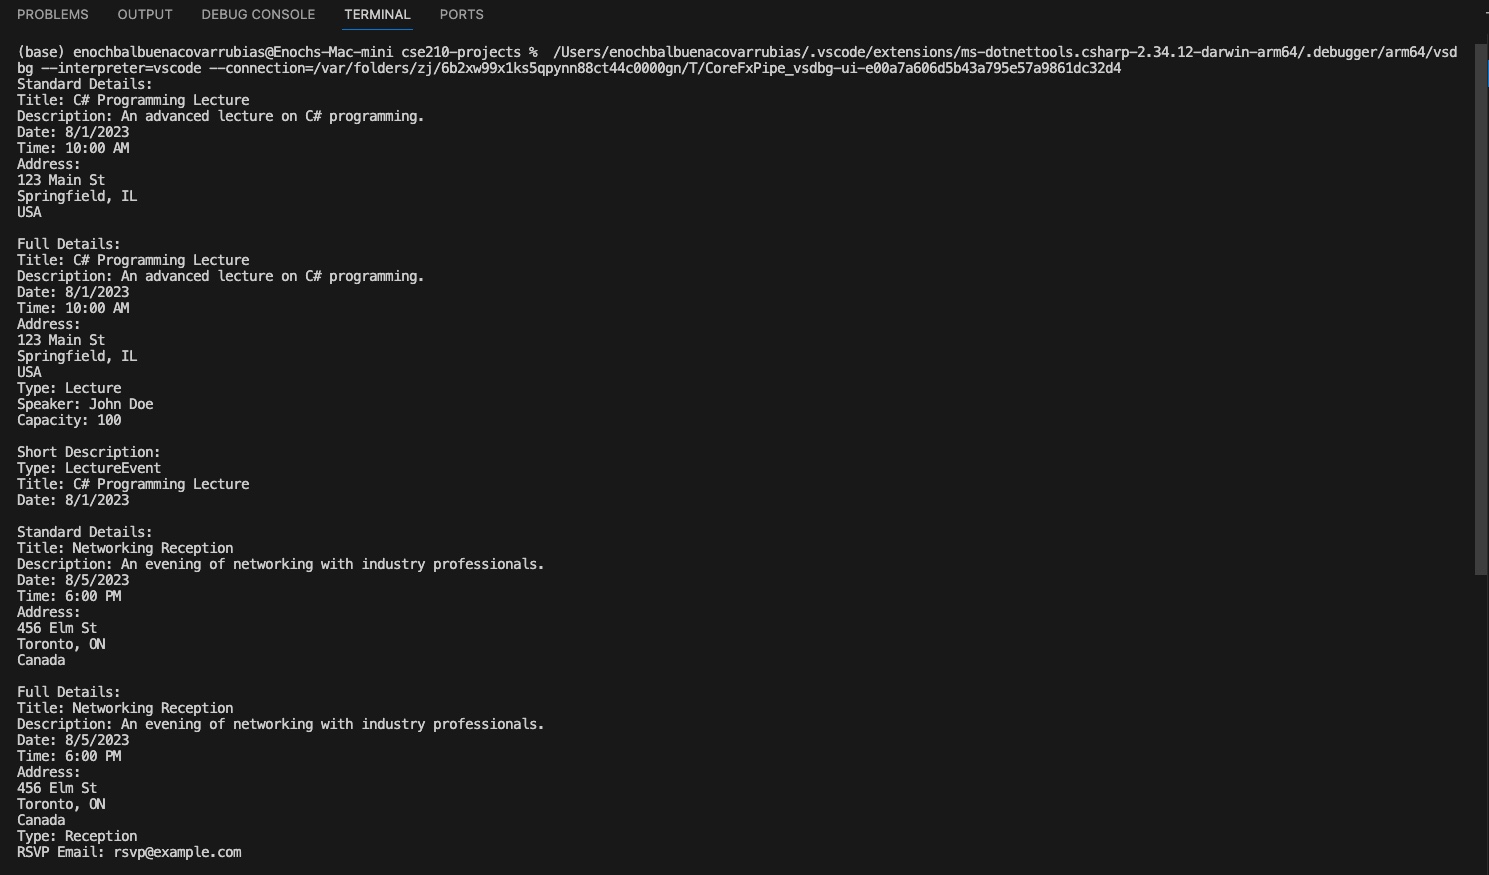 PROBLEMS OUTPUT DEBUG CONSOLE TERMINAL PORTS
(base) enochbalbuenacovarrubias@Enochs-Mac-mini cse210-projects %  /Users/enochbalbuenacovarrubias/.vscode/extensions/ms-dotnettools.csharp-2.34.12-darwin-arm64/.debugger/arm64/vsd
bg --interpreter=vscode --connection=/var/folders/zj/6b2xw99x1ks5qpynn88ct44c0000gn/T/CoreFxPipe_vsdbg-ui-e00a7a606d5b43a795e57a9861dc32d4
Standard Details:
Title: C# Programming Lecture
Description: An advanced lecture on C# programming.
Date: 8/1/2023
Time: 10:00 AM
Address:
123 Main St
Springfield, IL
USA

Full Details:
Title: C# Programming Lecture
Description: An advanced lecture on C# programming.
Date: 8/1/2023
Time: 10:00 AM
Address:
123 Main St
Springfield, IL
USA
Type: Lecture
Speaker: John Doe
Capacity: 100

Short Description:
Type: LectureEvent
Title: C# Programming Lecture
Date: 8/1/2023

Standard Details:
Title: Networking Reception
Description: An evening of networking with industry professionals.
Date: 8/5/2023
Time: 6:00 PM
Address:
456 Elm St
Toronto, ON
Canada

Full Details:
Title: Networking Reception
Description: An evening of networking with industry professionals.
Date: 8/5/2023
Time: 6:00 PM
Address:
456 Elm St
Toronto, ON
Canada
Type: Reception
RSVP Email: rsvp@example.com